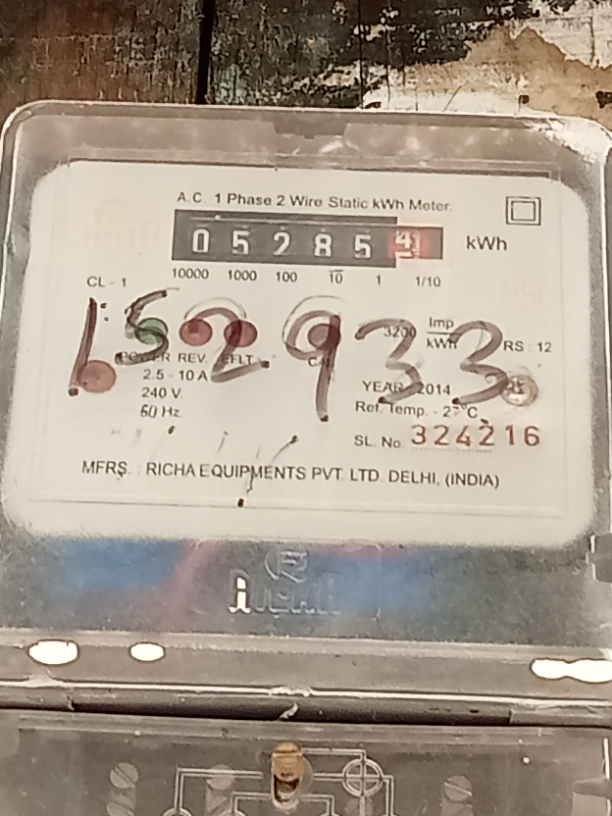 A.C. 1 Phase 2 Wire Static kWh Meter.
0 5 2 8 5 kWh
CL - 1
10000 1000 100 10 1 1/10
152933
3200 Imp
kWh
RS : 12
POWER REV. EFLT. CAL
2.5 - 10 A
240 V.
YEAR 2014
50 Hz.
Ref. Temp. - 27°C
SL. No. 324216
MFRS. : RICHA EQUIPMENTS PVT. LTD. DELHI, (INDIA)